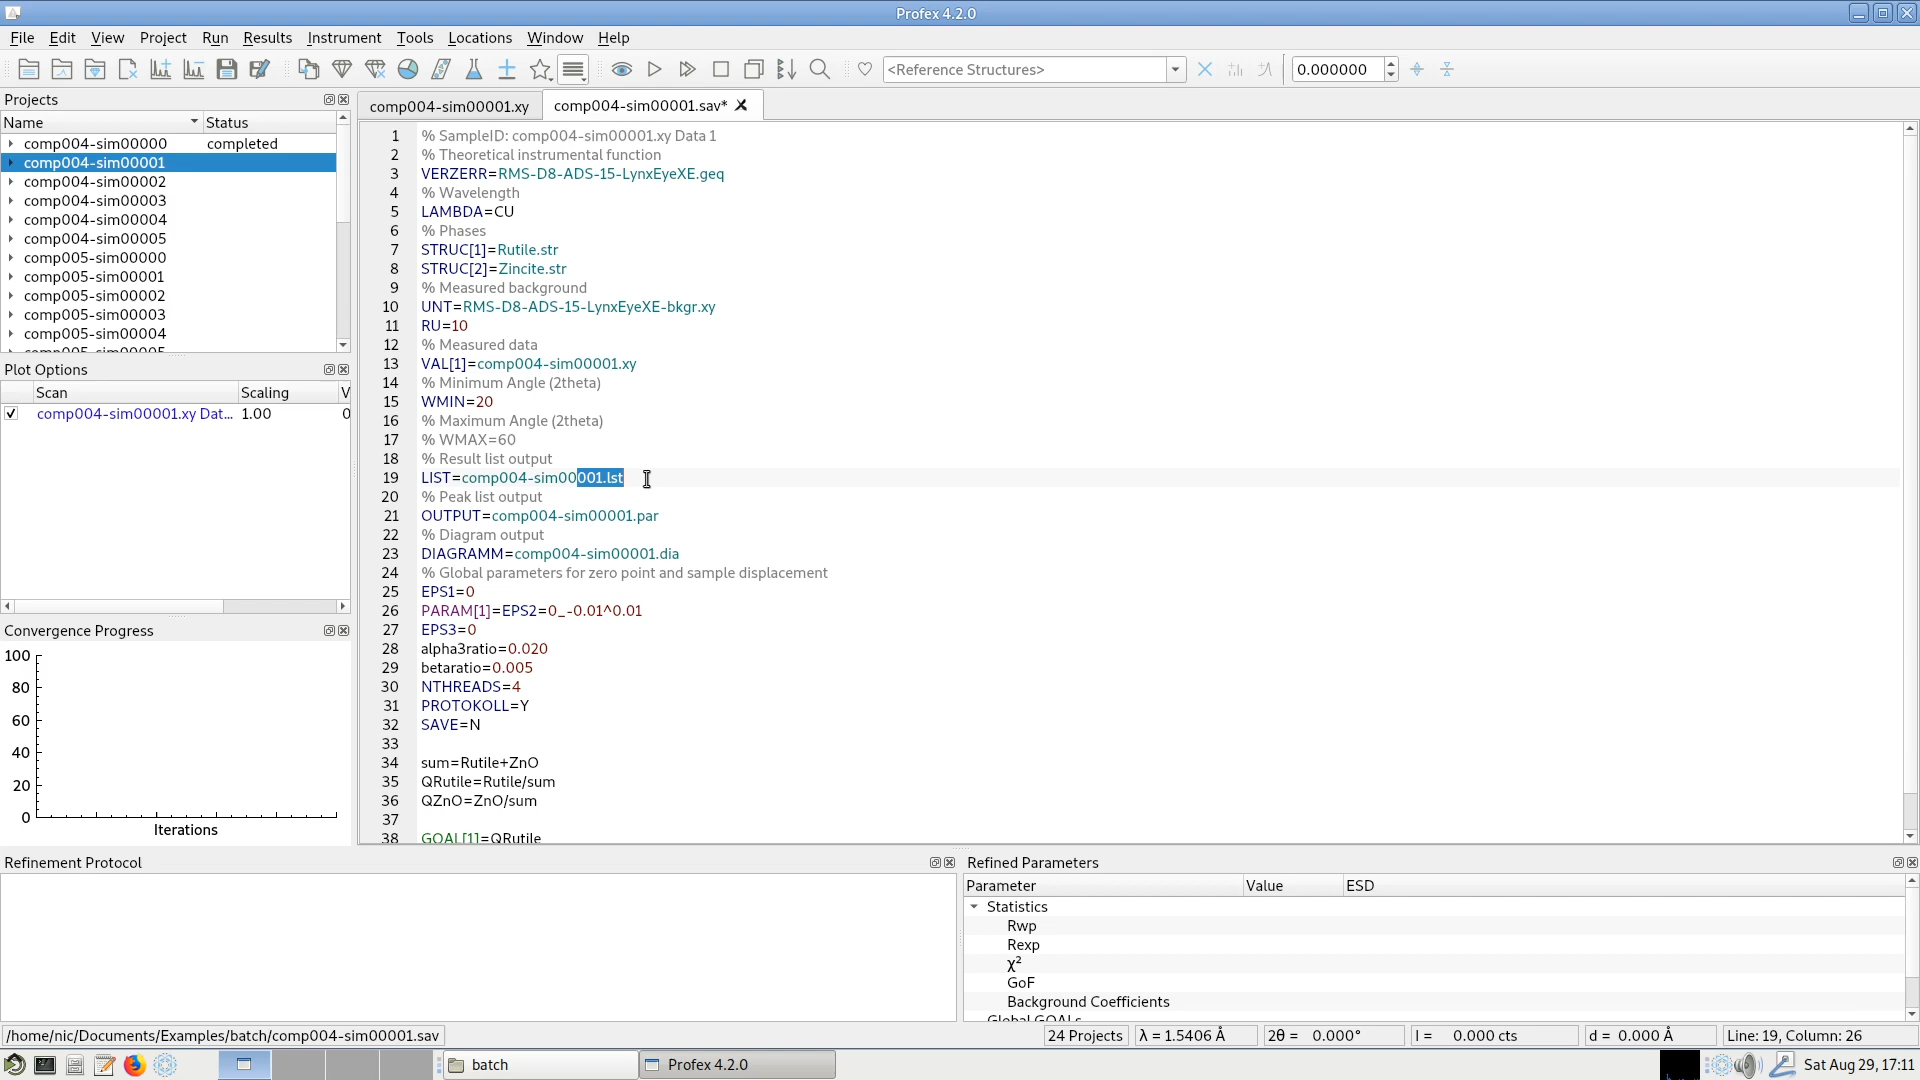 Profex 4.2.0
File Edit View Project Run Results Instrument Tools Locations Window Help
<Reference Structures>
0.000000
Projects
Name Status
comp004-sim00000 completed
comp004-sim00001
comp004-sim00002
comp004-sim00003
comp004-sim00004
comp004-sim00005
comp005-sim00000
comp005-sim00001
comp005-sim00002
comp005-sim00003
comp005-sim00004
comp005-sim00005
Plot Options
Scan Scaling V
comp004-sim00001.xy Dat... 1.00 0
Convergence Progress
100
80
60
40
20
0
Iterations
comp004-sim00001.xy
comp004-sim00001.sav*
1 % SampleID: comp004-sim00001.xy Data 1
2 % Theoretical instrumental function
3 VERZERR=RMS-D8-ADS-15-LynxEyeXE.geq
4 % Wavelength
5 LAMBDA=CU
6 % Phases
7 STRUC[1]=Rutile.str
8 STRUC[2]=Zincite.str
9 % Measured background
10 UNT=RMS-D8-ADS-15-LynxEyeXE-bkgr.xy
11 RU=10
12 % Measured data
13 VAL[1]=comp004-sim00001.xy
14 % Minimum Angle (2theta)
15 WMIN=20
16 % Maximum Angle (2theta)
17 % WMAX=60
18 % Result list output
19 LIST=comp004-sim00001.lst
20 % Peak list output
21 OUTPUT=comp004-sim00001.par
22 % Diagram output
23 DIAGRAMM=comp004-sim00001.dia
24 % Global parameters for zero point and sample displacement
25 EPS1=0
26 PARAM[1]=EPS2=0_-0.01^0.01
27 EPS3=0
28 alpha3ratio=0.020
29 betaratio=0.005
30 NTHREADS=4
31 PROTOKOLL=Y
32 SAVE=N
33
34 sum=Rutile+ZnO
35 QRutile=Rutile/sum
36 QZnO=ZnO/sum
37
38 GOAL[1]=QRutile
Refinement Protocol
Refined Parameters
Parameter Value ESD
Statistics
Rwp
Rexp
χ²
GoF
Background Coefficients
Global GOALs
/home/nic/Documents/Examples/batch/comp004-sim00001.sav
24 Projects λ = 1.5406 Å 2θ = 0.000° I = 0.000 cts d = 0.000 Å Line: 19, Column: 26
batch
Profex 4.2.0
Sat Aug 29, 17:11